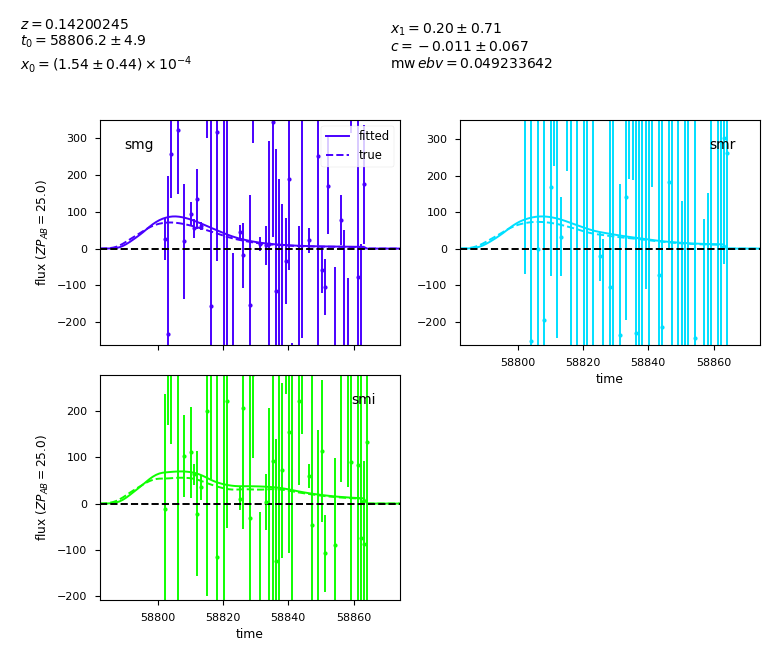 z = 0.14200245
t₀ = 58806.2 ± 4.9
x₀ = (1.54 ± 0.44) × 10⁻⁴
x₁ = 0.20 ± 0.71
c = −0.011 ± 0.067
mw ebv = 0.049233642
smg
fitted
true
300
200
100
0
−100
−200
flux (ZP_AB = 25.0)
smr
300
200
100
0
−100
−200
58800 58820 58840 58860
time
smi
200
100
0
−100
−200
flux (ZP_AB = 25.0)
58800 58820 58840 58860
time